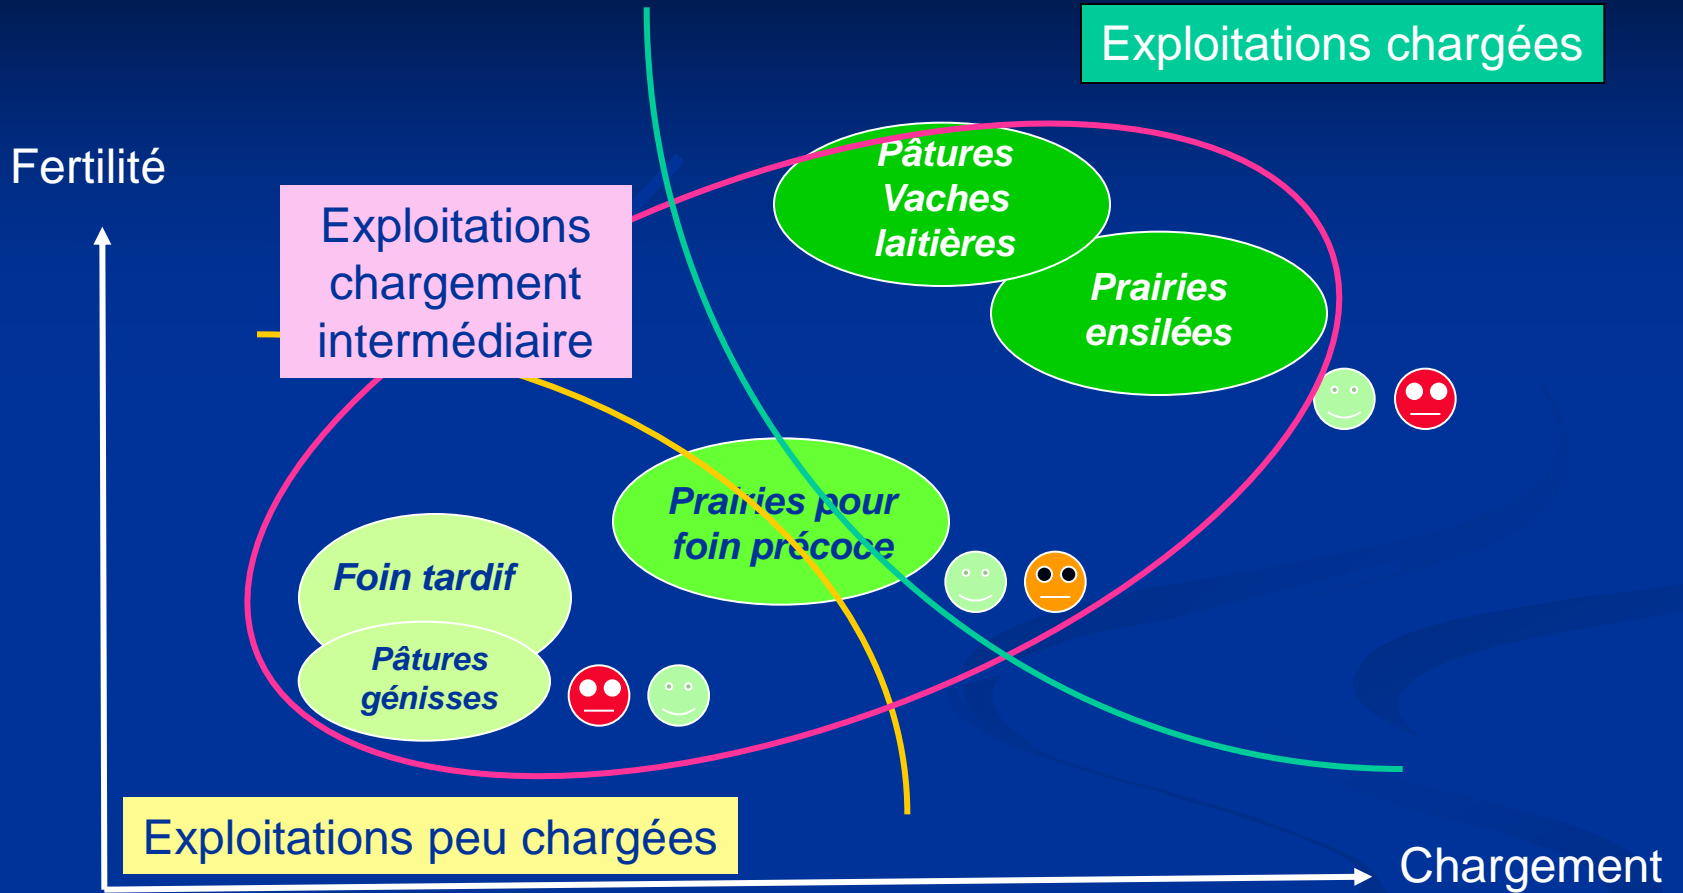 Exploitations chargées
Fertilité
Exploitations
chargement
intermédiaire
Pâtures
Vaches
laitières
Prairies
ensilées
Prairies pour
foin précoce
Foin tardif
Pâtures
génisses
Exploitations peu chargées
Chargement